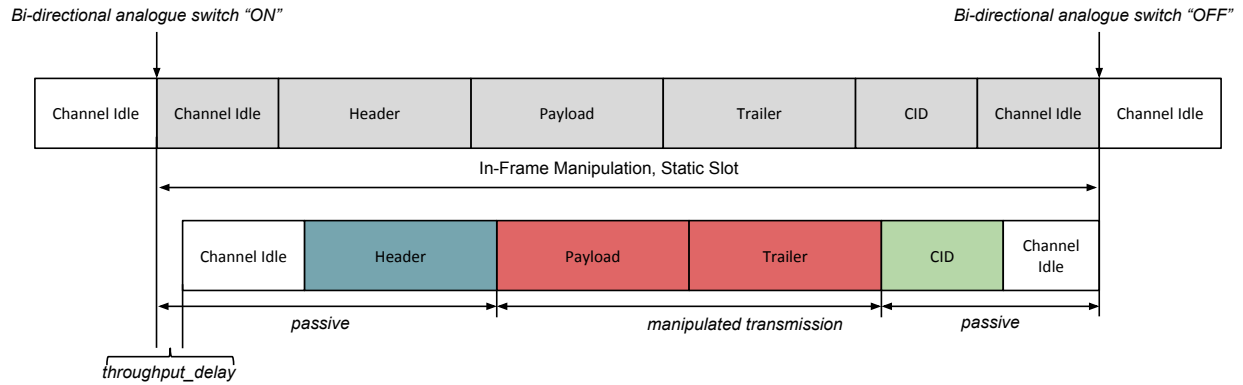 Bi-directional analogue switch “ON”
Bi-directional analogue switch “OFF”
Channel Idle
Channel Idle
Header
Payload
Trailer
CID
Channel Idle
Channel Idle
In-Frame Manipulation, Static Slot
Channel Idle
Header
Payload
Trailer
CID
Channel
Idle
passive
manipulated transmission
passive
throughput_delay